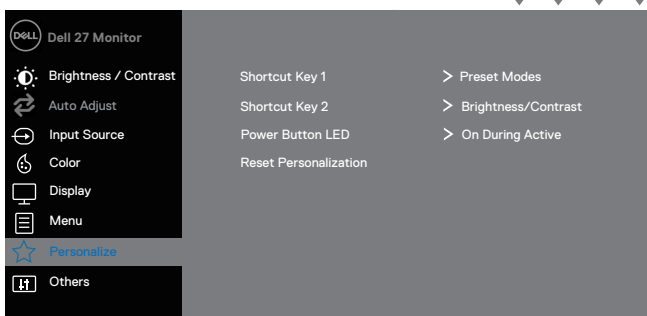 DELL
Dell 27 Monitor
Brightness / Contrast
Auto Adjust
Input Source
Color
Display
Menu
Personalize
Others
Shortcut Key 1 > Preset Modes
Shortcut Key 2 > Brightness/Contrast
Power Button LED > On During Active
Reset Personalization